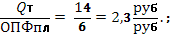 Qт / ОПФпл = 14 / 6 = 2,3 руб / руб. ;